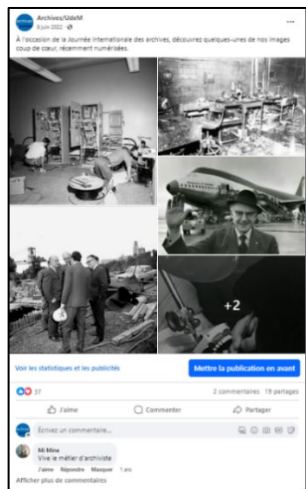 Archives/UdeM
8 juin 2022
À l'occasion de la Journée internationale des archives, découvrez quelques-unes de nos images
coup de cœur, récemment numérisées.
+2
Voir les statistiques et les publicités
Mettre la publication en avant
37
2 commentaires 19 partages
J'aime Commenter Partager
Écrivez un commentaire...
Mi Mine
Vive le métier d'archiviste
J'aime Répondre Masquer 1 ans
Afficher plus de commentaires